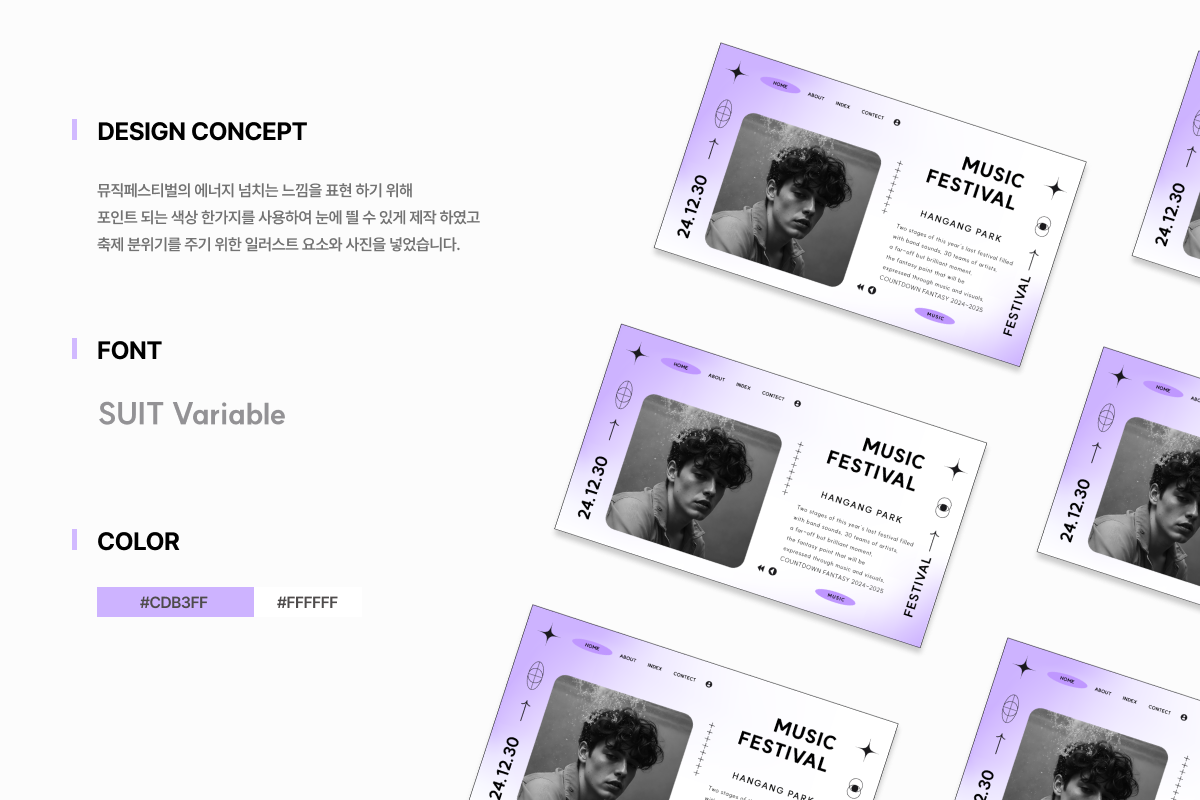 DESIGN CONCEPT
뮤직페스티벌의 에너지 넘치는 느낌을 표현 하기 위해
포인트 되는 색상 한가지를 사용하여 눈에 띌 수 있게 제작 하였고
축제 분위기를 주기 위한 일러스트 요소와 사진을 넣었습니다.
FONT
SUIT Variable
COLOR
#CDB3FF
#FFFFFF
HOME
ABOUT
INDEX
CONTECT
24.12.30
MUSIC
FESTIVAL
HANGANG PARK
Two stages of this year's last festival filled
with band sounds, 30 teams of artists,
a far-off but brilliant moment,
the fantasy point that will be
expressed through music and visuals,
COUNTDOWN FANTASY 2024-2025
MUSIC
FESTIVAL
24.12.30
HOME
ABOUT
INDEX
CONTECT
24.12.30
MUSIC
FESTIVAL
HANGANG PARK
Two stages of this year's last festival filled
with band sounds, 30 teams of artists,
a far-off but brilliant moment,
the fantasy point that will be
expressed through music and visuals,
COUNTDOWN FANTASY 2024-2025
MUSIC
FESTIVAL
HOME
24.12.30
HOME
ABOUT
INDEX
CONTECT
24.12.30
MUSIC
FESTIVAL
HANGANG PARK
HOME
ABOUT
INDEX
CONTECT